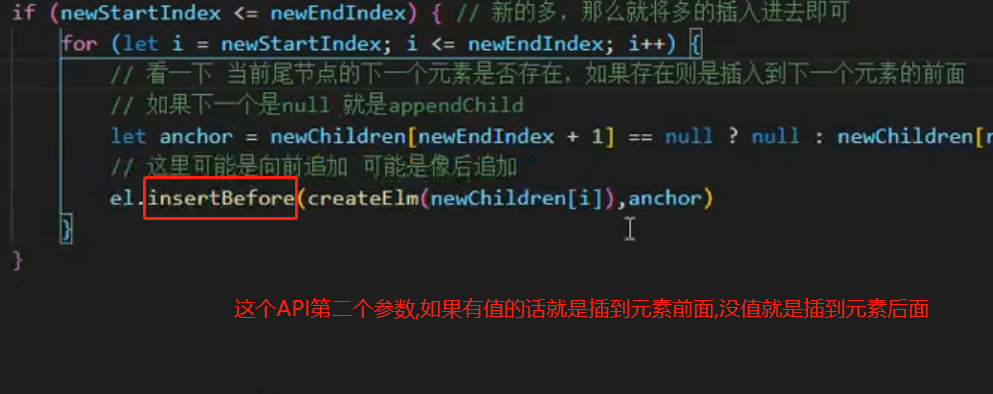 if (newStartIndex <= newEndIndex) { // 新的多，那么就将多的插入进去即可
for (let i = newStartIndex; i <= newEndIndex; i++) {
// 看一下 当前尾节点的下一个元素是否存在，如果存在则是插入到下一个元素的前面
// 如果下一个是null 就是appendChild
let anchor = newChildren[newEndIndex + 1] == null ? null : newChildren[n
// 这里可能是向前追加 可能是像后追加
el.insertBefore(createElm(newChildren[i]),anchor)
}
}
这个API第二个参数,如果有值的话就是插到元素前面,没值就是插到元素后面